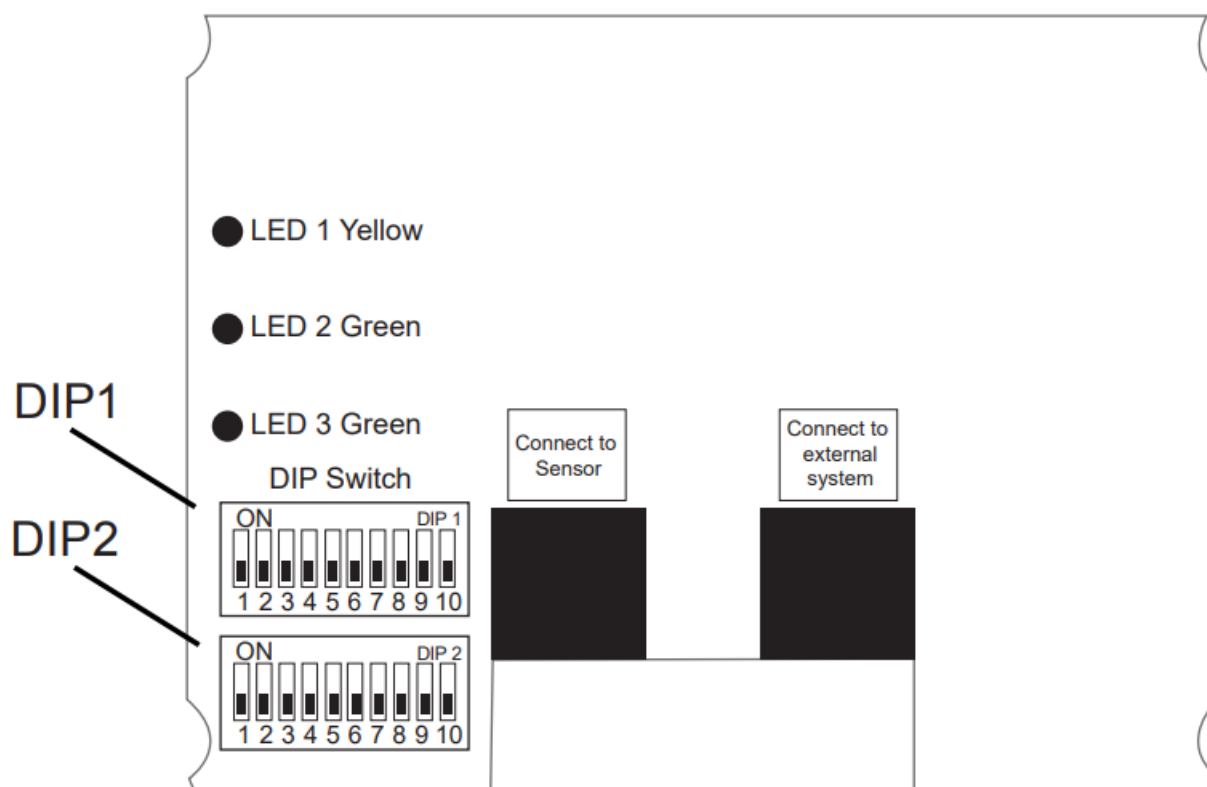 LED 1 Yellow
LED 2 Green
DIP1
LED 3 Green
Connect to
Sensor
Connect to
external
system
DIP Switch
ON DIP 1
1 2 3 4 5 6 7 8 9 10
DIP2
ON DIP 2
1 2 3 4 5 6 7 8 9 10